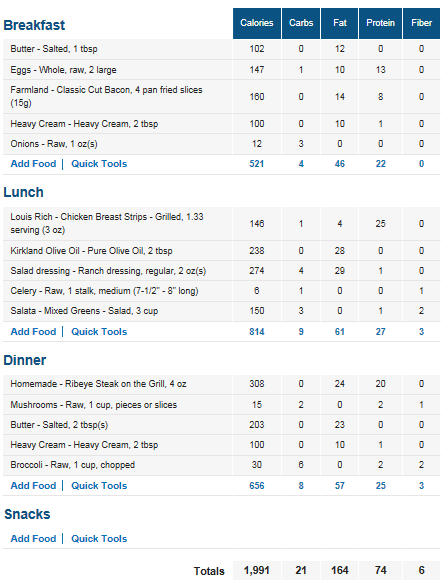 Breakfast Calories Carbs Fat Protein Fiber
Butter - Salted, 1 tbsp 102 0 12 0 0
Eggs - Whole, raw, 2 large 147 1 10 13 0
Farmland - Classic Cut Bacon, 4 pan fried slices
(15g) 160 0 14 8 0
Heavy Cream - Heavy Cream, 2 tbsp 100 0 10 1 0
Onions - Raw, 1 oz(s) 12 3 0 0 0
Add Food | Quick Tools 521 4 46 22 0
Lunch
Louis Rich - Chicken Breast Strips - Grilled, 1.33
serving (3 oz) 146 1 4 25 0
Kirkland Olive Oil - Pure Olive Oil, 2 tbsp 238 0 28 0 0
Salad dressing - Ranch dressing, regular, 2 oz(s) 274 4 29 1 0
Celery - Raw, 1 stalk, medium (7-1/2" - 8" long) 6 1 0 0 1
Salata - Mixed Greens - Salad, 3 cup 150 3 0 1 2
Add Food | Quick Tools 814 9 61 27 3
Dinner
Homemade - Ribeye Steak on the Grill, 4 oz 308 0 24 20 0
Mushrooms - Raw, 1 cup, pieces or slices 15 2 0 2 1
Butter - Salted, 2 tbsp(s) 203 0 23 0 0
Heavy Cream - Heavy Cream, 2 tbsp 100 0 10 1 0
Broccoli - Raw, 1 cup, chopped 30 6 0 2 2
Add Food | Quick Tools 656 8 57 25 3
Snacks
Add Food | Quick Tools
Totals 1,991 21 164 74 6